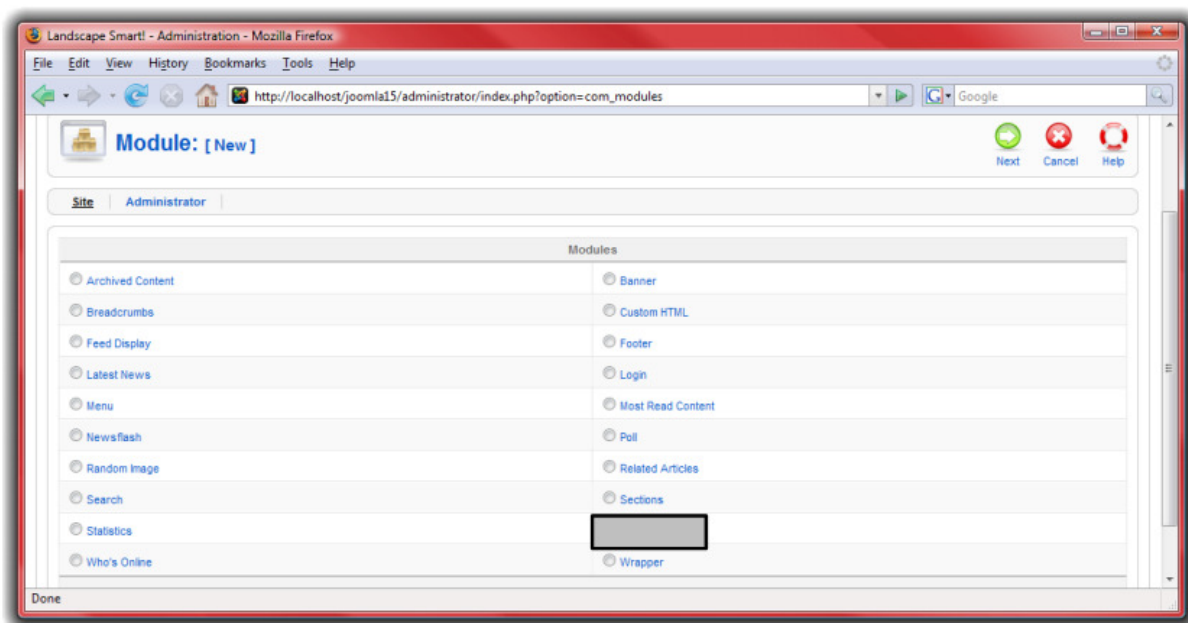 Landscape Smart! - Administration - Mozilla Firefox
File Edit View History Bookmarks Tools Help
http://localhost/joomla15/administrator/index.php?option=com_modules Google
Module: [ New ]
Next Cancel Help
Site Administrator
Modules
Archived Content Banner
Breadcrumbs Custom HTML
Feed Display Footer
Latest News Login
Menu Most Read Content
Newsflash Poll
Random Image Related Articles
Search Sections
Statistics
Who's Online Wrapper
Done